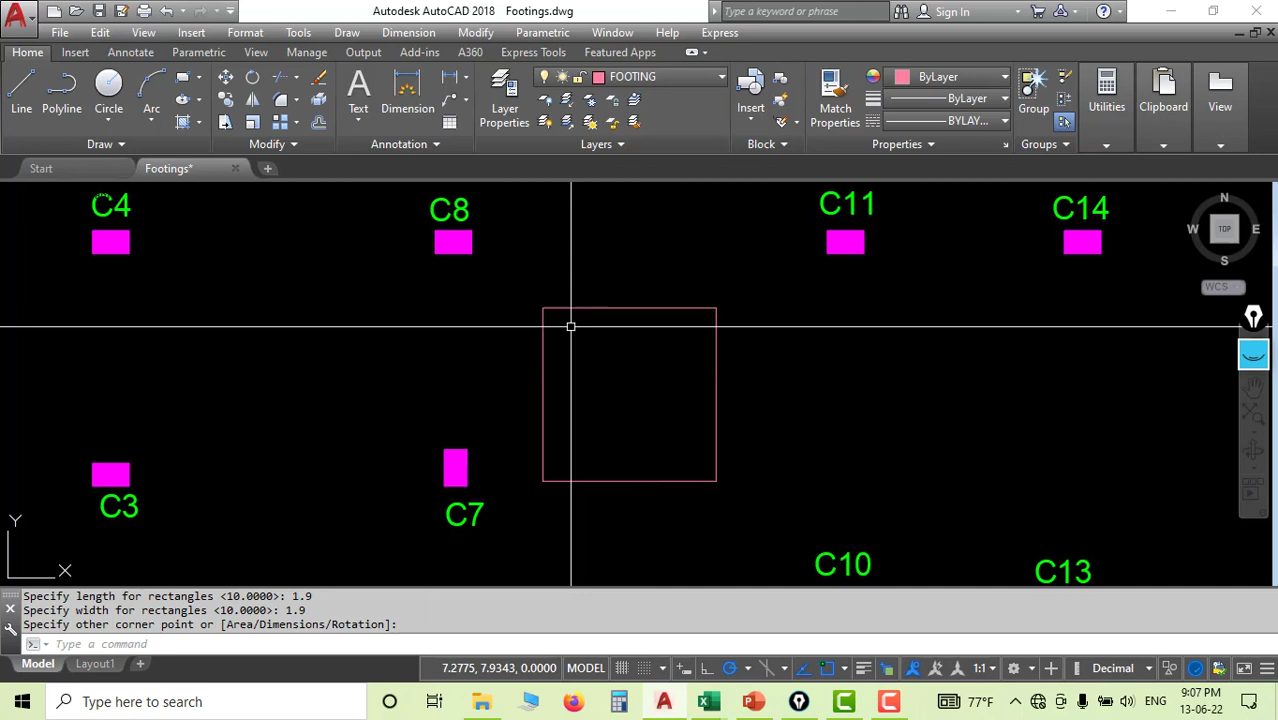 Autodesk AutoCAD 2018 Footings.dwg
Type a keyword or phrase
Sign In
File Edit View Insert Format Tools Draw Dimension Modify Parametric Window Help Express
Home Insert Annotate Parametric View Manage Output Add-ins A360 Express Tools Featured Apps
Line Polyline Circle Arc
Text Dimension
Layer Properties
FOOTING
Insert
Match Properties
ByLayer
ByLayer
BYLAY...
Group
Utilities
Clipboard
View
Draw Modify Annotation Layers Block Properties Groups
Start Footings*
C4 C8 C11 C14
N
W TOP E
S
WCS
C3 C7
C10 C13
Y
X
Specify length for rectangles <10.0000>: 1.9
Specify width for rectangles <10.0000>: 1.9
Specify other corner point or [Area/Dimensions/Rotation]:
Type a command
Model Layout1
7.2775, 7.9343, 0.0000 MODEL 1:1 Decimal
Type here to search
77°F ENG
9:07 PM
13-06-22